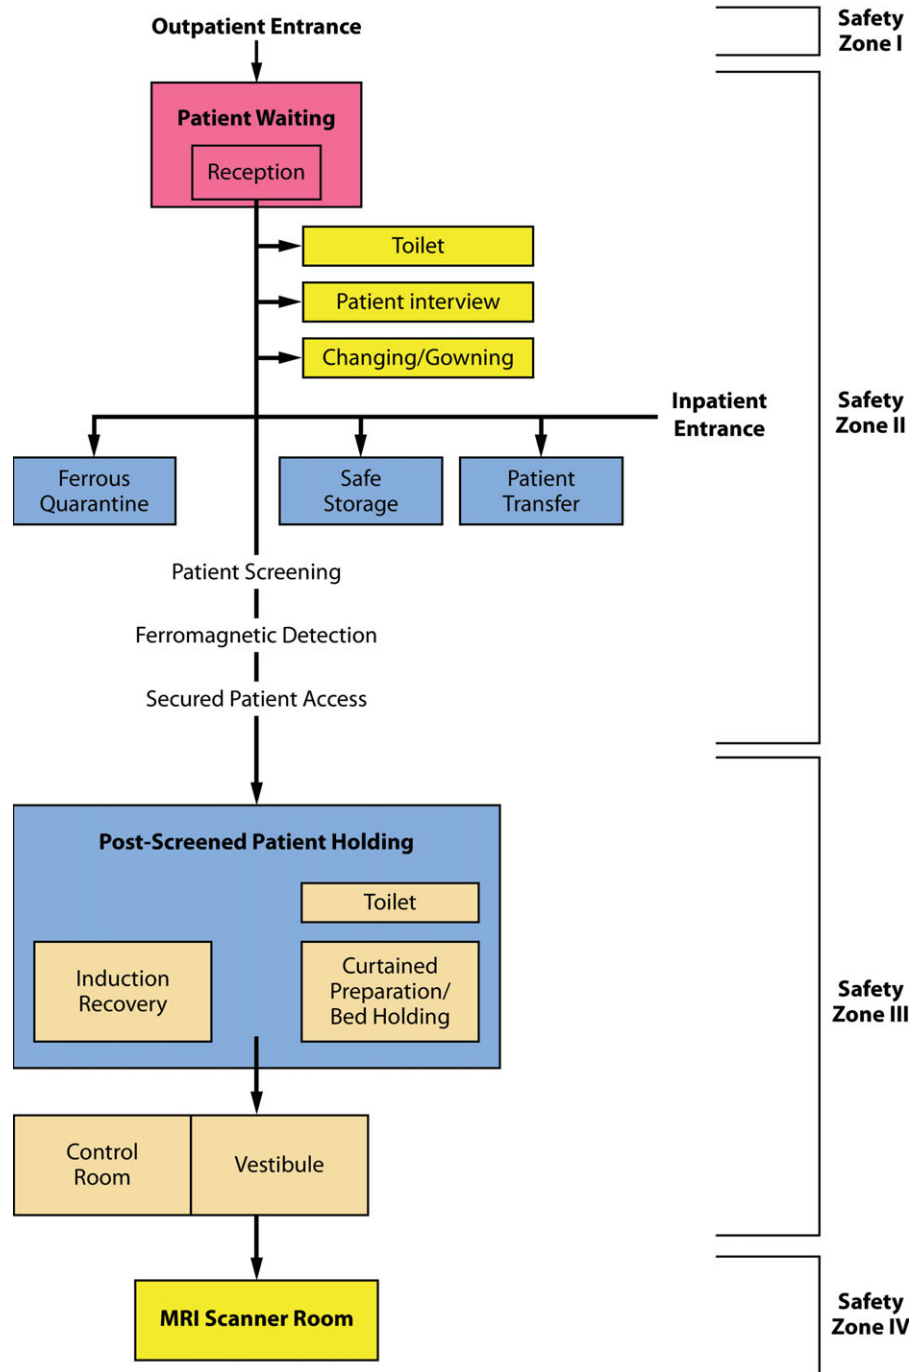 Outpatient Entrance
Safety
Zone I
Patient Waiting
Reception
Toilet
Patient interview
Changing/Gowning
Inpatient
Entrance
Safety
Zone II
Ferrous
Quarantine
Safe
Storage
Patient
Transfer
Patient Screening
Ferromagnetic Detection
Secured Patient Access
Post-Screened Patient Holding
Toilet
Induction
Recovery
Curtained
Preparation/
Bed Holding
Safety
Zone III
Control
Room
Vestibule
MRI Scanner Room
Safety
Zone IV